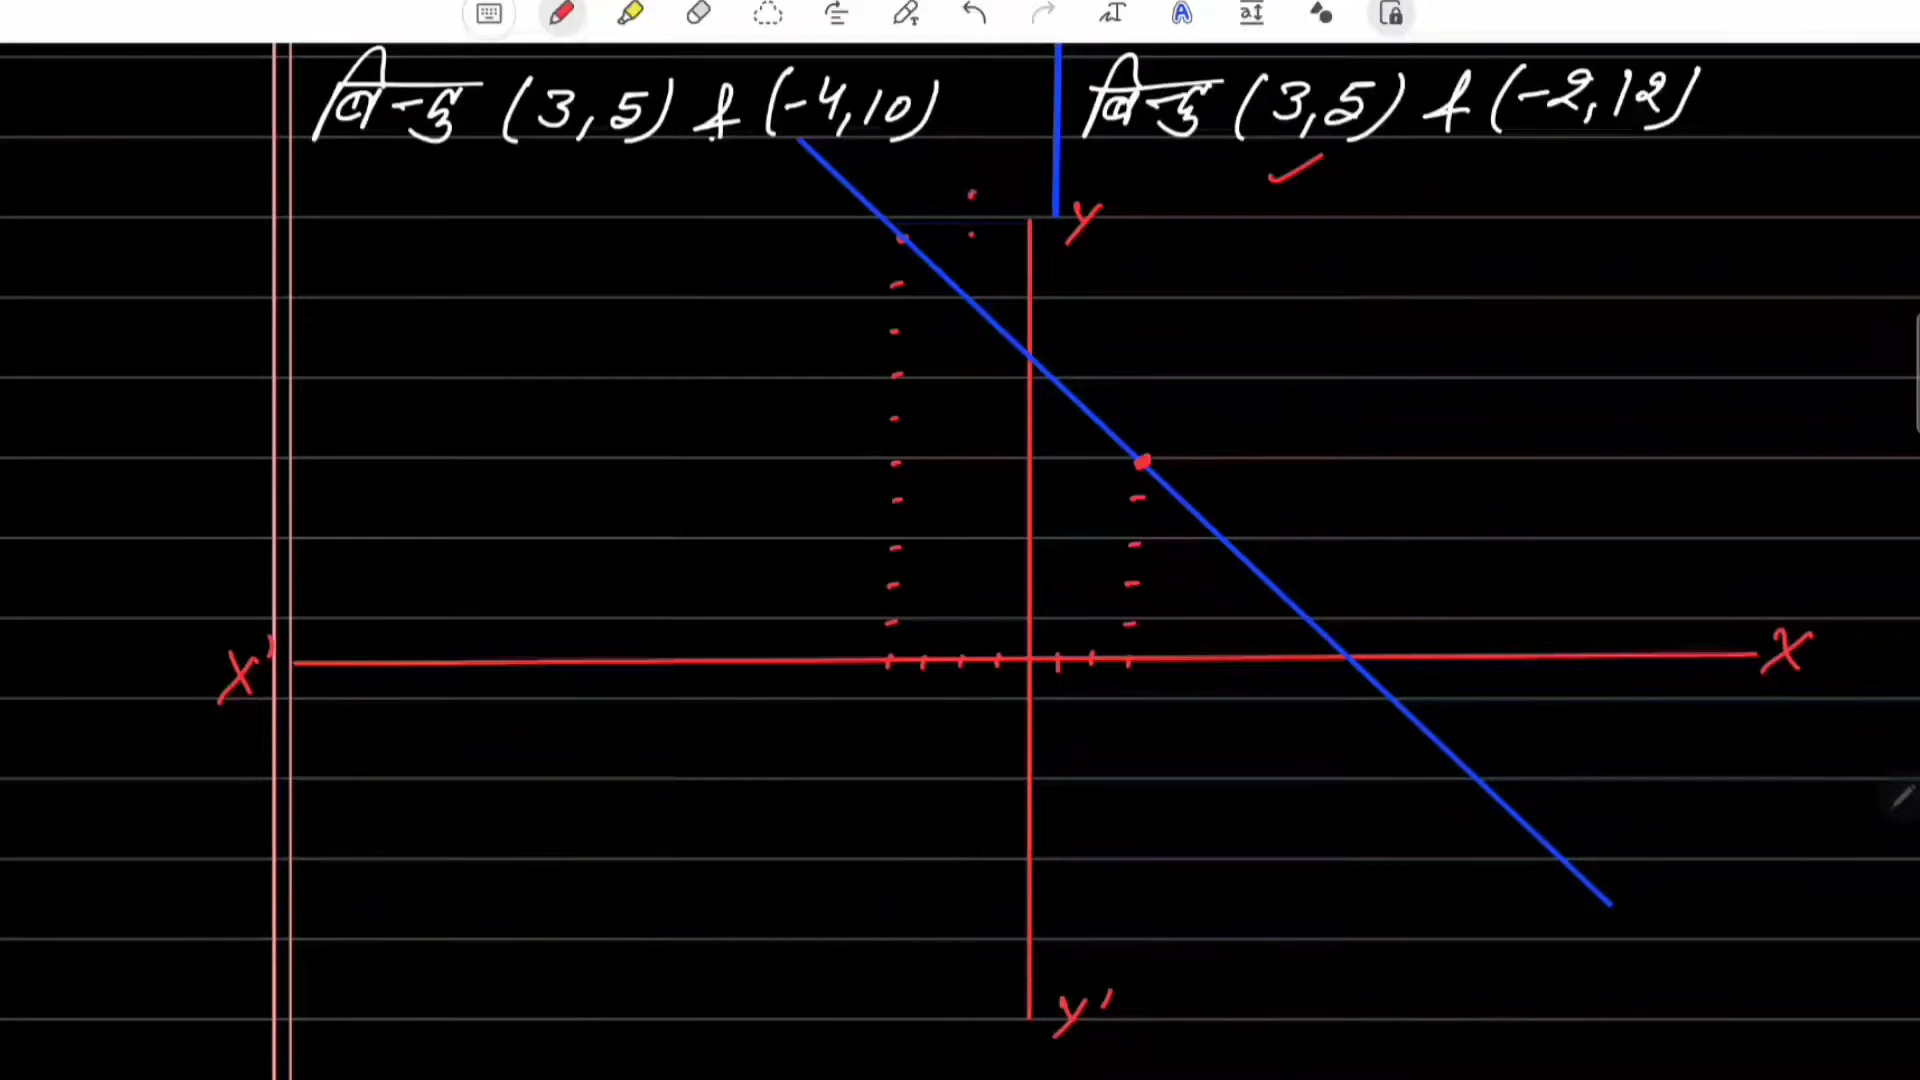 बिन्दु (3,5) & (-4,10)
बिन्दु (3,5) & (-2,12)
Y
X'
X
Y'